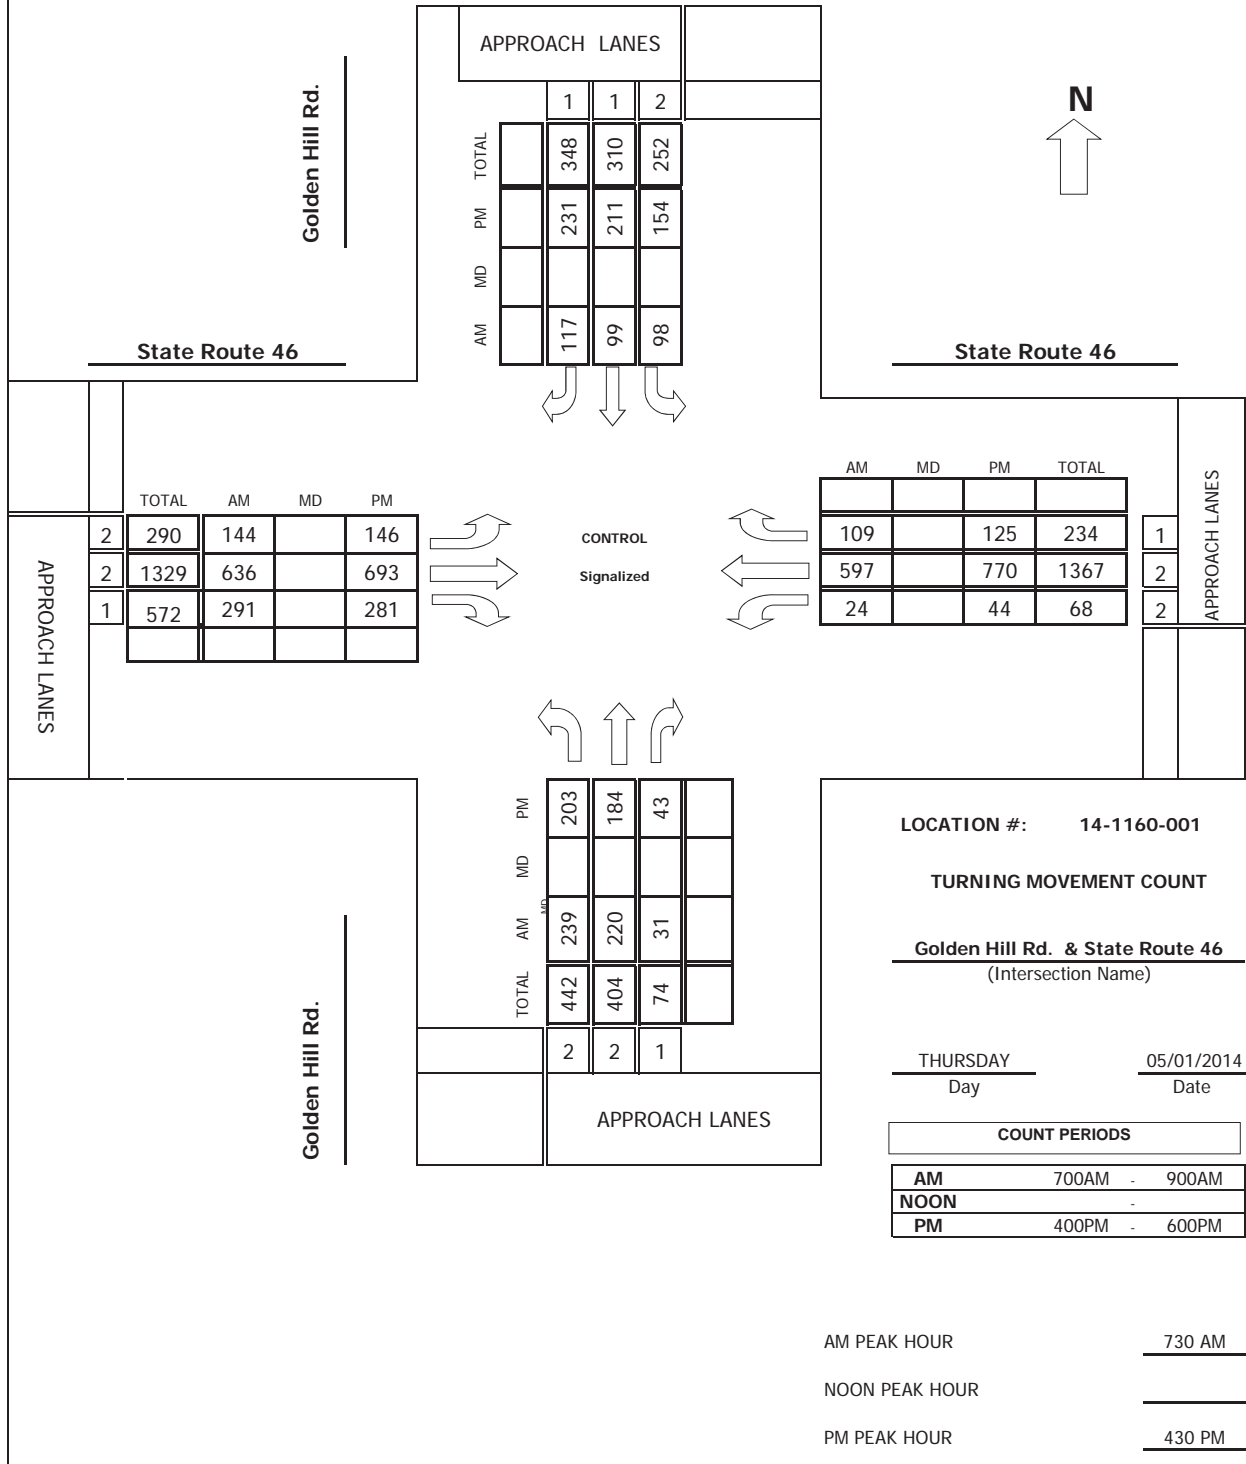 APPROACH LANES
1 1 2
Golden Hill Rd.
N
TOTAL 348 310 252
PM 231 211 154
MD
AM 117 99 98
State Route 46
State Route 46
AM MD PM TOTAL
TOTAL AM MD PM
2 290 144 146
CONTROL
109 125 234 1
2 1329 636 693
Signalized
597 770 1367 2
1 572 291 281
24 44 68 2
APPROACH LANES
APPROACH LANES
PM 203 184 43
MD
MD
AM 239 220 31
TOTAL 442 404 74
2 2 1
APPROACH LANES
Golden Hill Rd.
LOCATION #: 14-1160-001
TURNING MOVEMENT COUNT
Golden Hill Rd. & State Route 46
(Intersection Name)
THURSDAY 05/01/2014
Day Date
COUNT PERIODS
AM 700AM - 900AM
NOON -
PM 400PM - 600PM
AM PEAK HOUR 730 AM
NOON PEAK HOUR
PM PEAK HOUR 430 PM